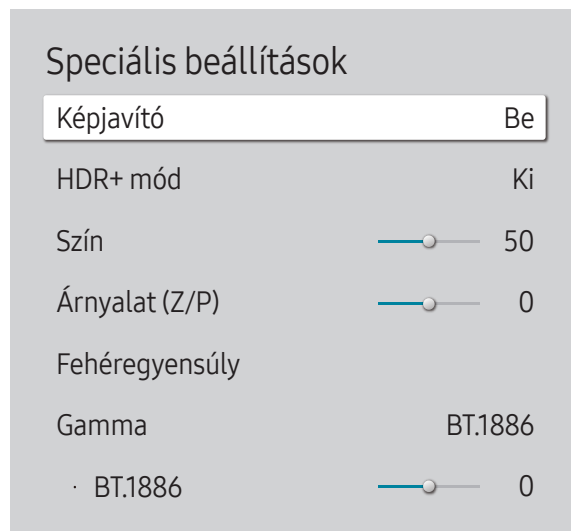 Speciális beállítások
Képjavító Be
HDR+ mód Ki
Szín 50
Árnyalat (Z/P) 0
Fehéregyensúly
Gamma BT.1886
· BT.1886 0